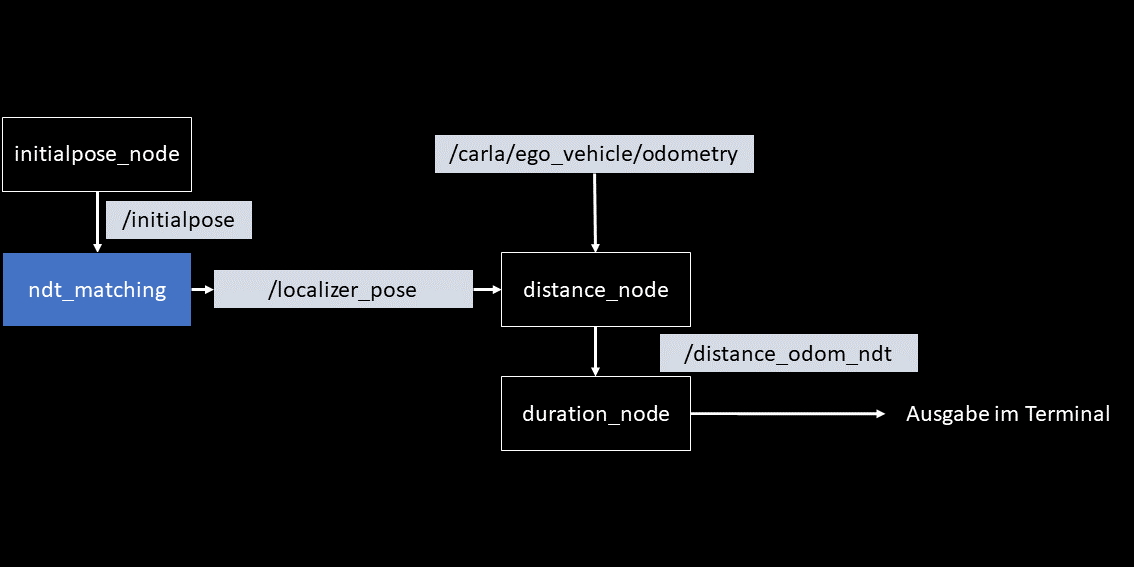 initialpose_node
/carla/ego_vehicle/odometry
/initialpose
ndt_matching
/localizer_pose
distance_node
/distance_odom_ndt
duration_node
Ausgabe im Terminal